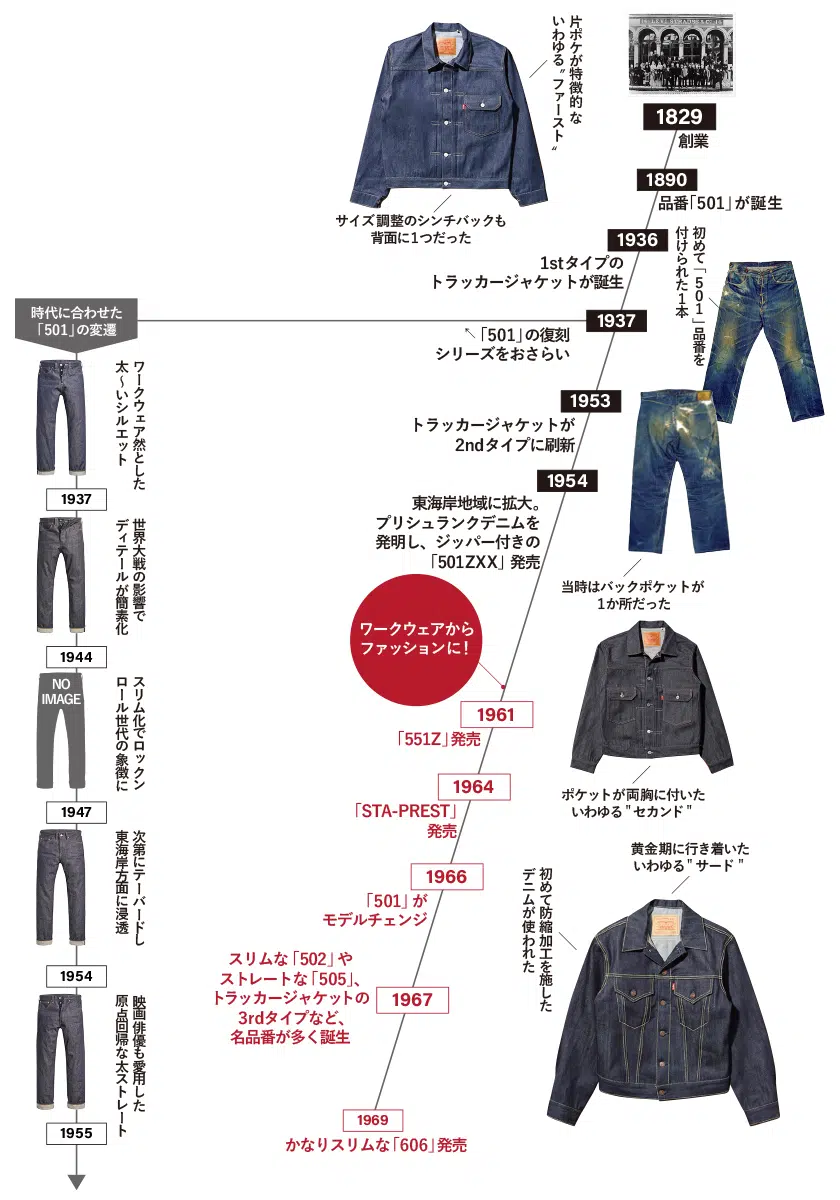 LEVI STRAUSS & CO
1829
創業
1890
品番「501」が誕生
片ポケが特徴的な
いわゆる"ファースト"
サイズ調整のシンチバックも
背面に1つだった
1936
1stタイプの
トラッカージャケットが誕生
初めて「501」品番を
付けられた1本
1937
↖「501」の復刻
シリーズをおさらい
1953
トラッカージャケットが
2ndタイプに刷新
1954
東海岸地域に拡大。
プリシュランクデニムを
発明し、ジッパー付きの
「501ZXX」発売
当時はバックポケットが
1か所だった
ワークウェアから
ファッションに!
1961
「551Z」発売
1964
「STA-PREST」
発売
ポケットが両胸に付いた
いわゆる"セカンド"
1966
「501」が
モデルチェンジ
黄金期に行き着いた
いわゆる"サード"
初めて防縮加工を施した
デニムが使われた
1967
スリムな「502」や
ストレートな「505」、
トラッカージャケットの
3rdタイプなど、
名品番が多く誕生
1969
かなりスリムな「606」発売
時代に合わせた
「501」の変遷
ワークウェア然とした
太〜いシルエット
1937
世界大戦の影響で
ディテールが簡素化
1944
NO
IMAGE
スリム化でロックン
ロール世代の象徴に
1947
次第にテーパードし
東海岸方面に浸透
1954
映画俳優も愛用した
原点回帰な太ストレート
1955